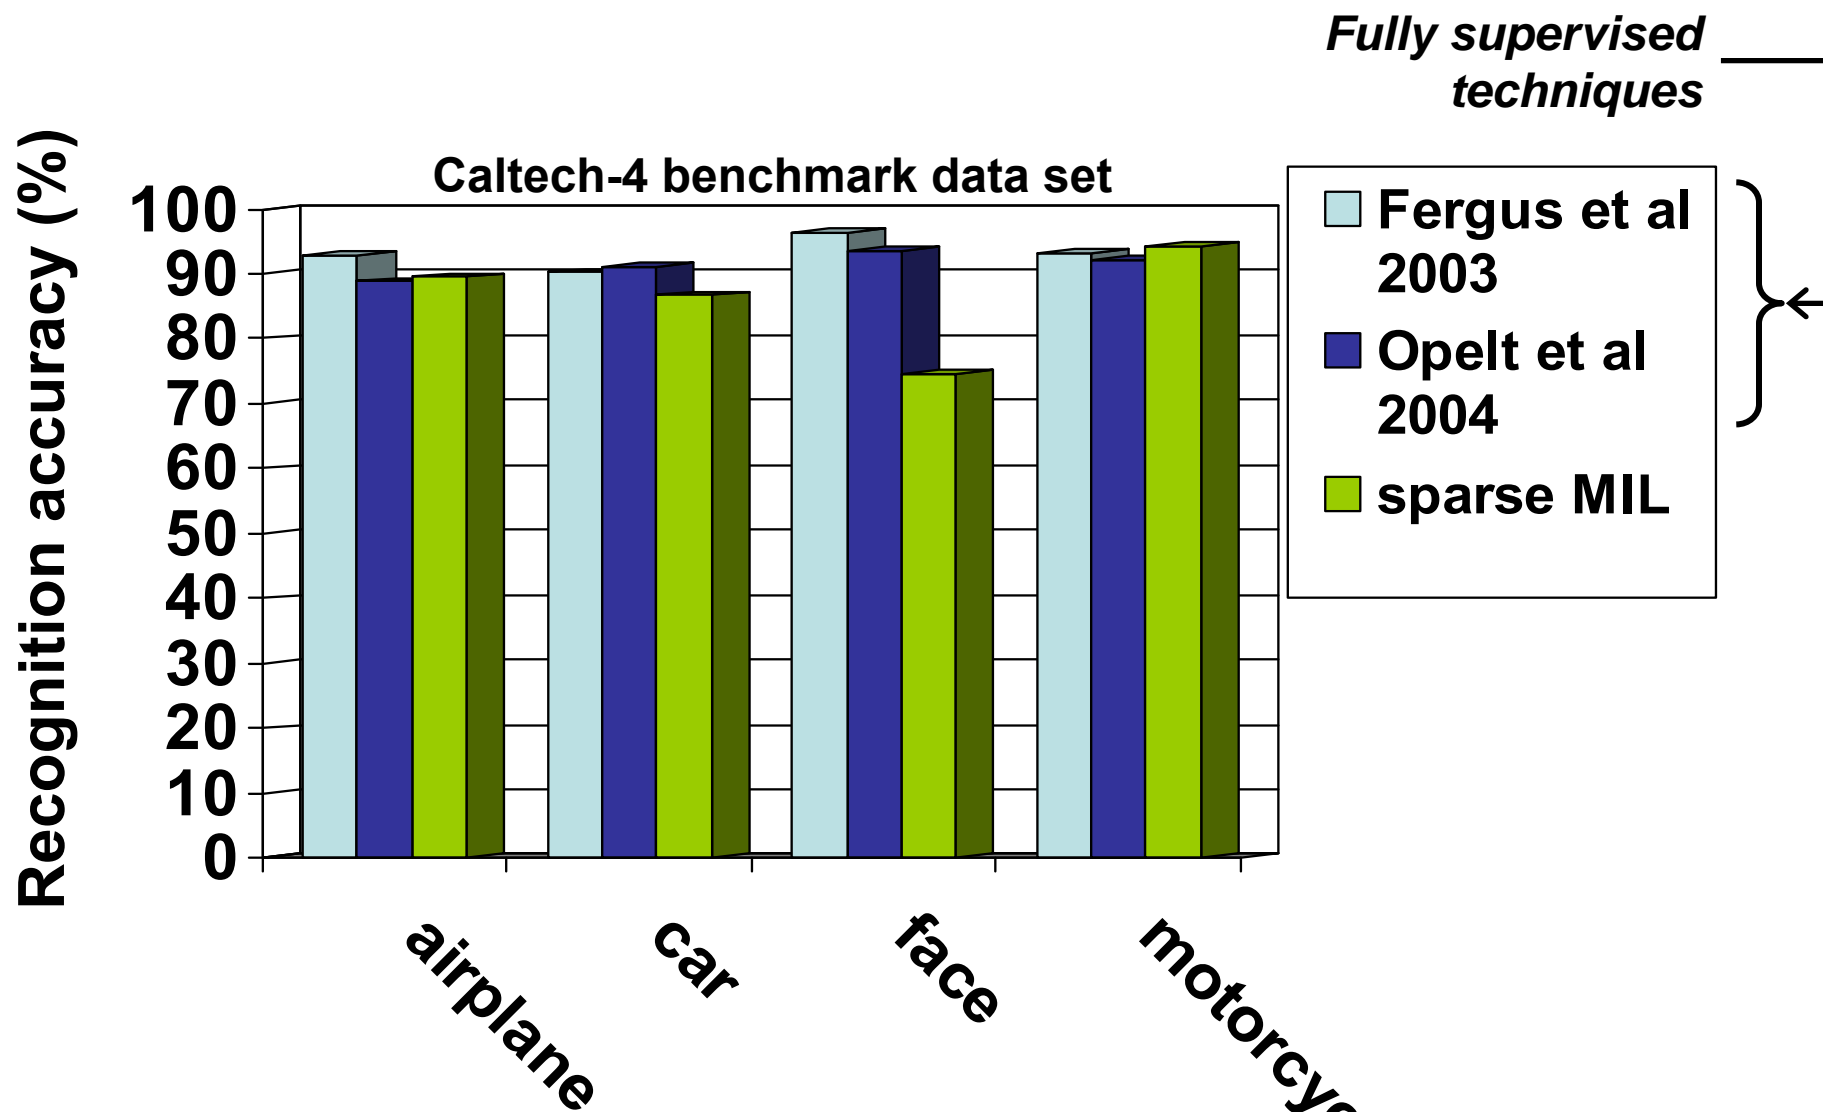 Fully supervised
techniques
Caltech-4 benchmark data set
Recognition accuracy (%)
100
90
80
70
60
50
40
30
20
10
0
airplane
car
face
motorcyc
Fergus et al
2003
Opelt et al
2004
sparse MIL